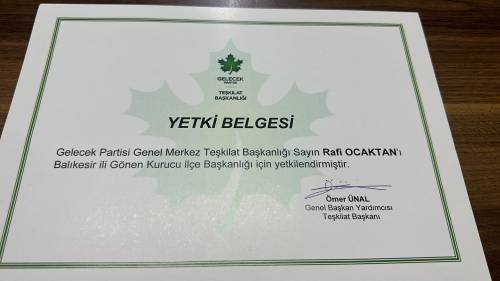 GELECEK
PARTİSİ
TEŞKİLAT
BAŞKANLIĞI
YETKİ BELGESİ
Gelecek Partisi Genel Merkez Teşkilat Başkanlığı Sayın Rafi OCAKTAN'ı
Balıkesir ili Gönen Kurucu ilçe Başkanlığı için yetkilendirmiştir.
Ömer ÜNAL
Genel Başkan Yardımcısı
Teşkilat Başkanı